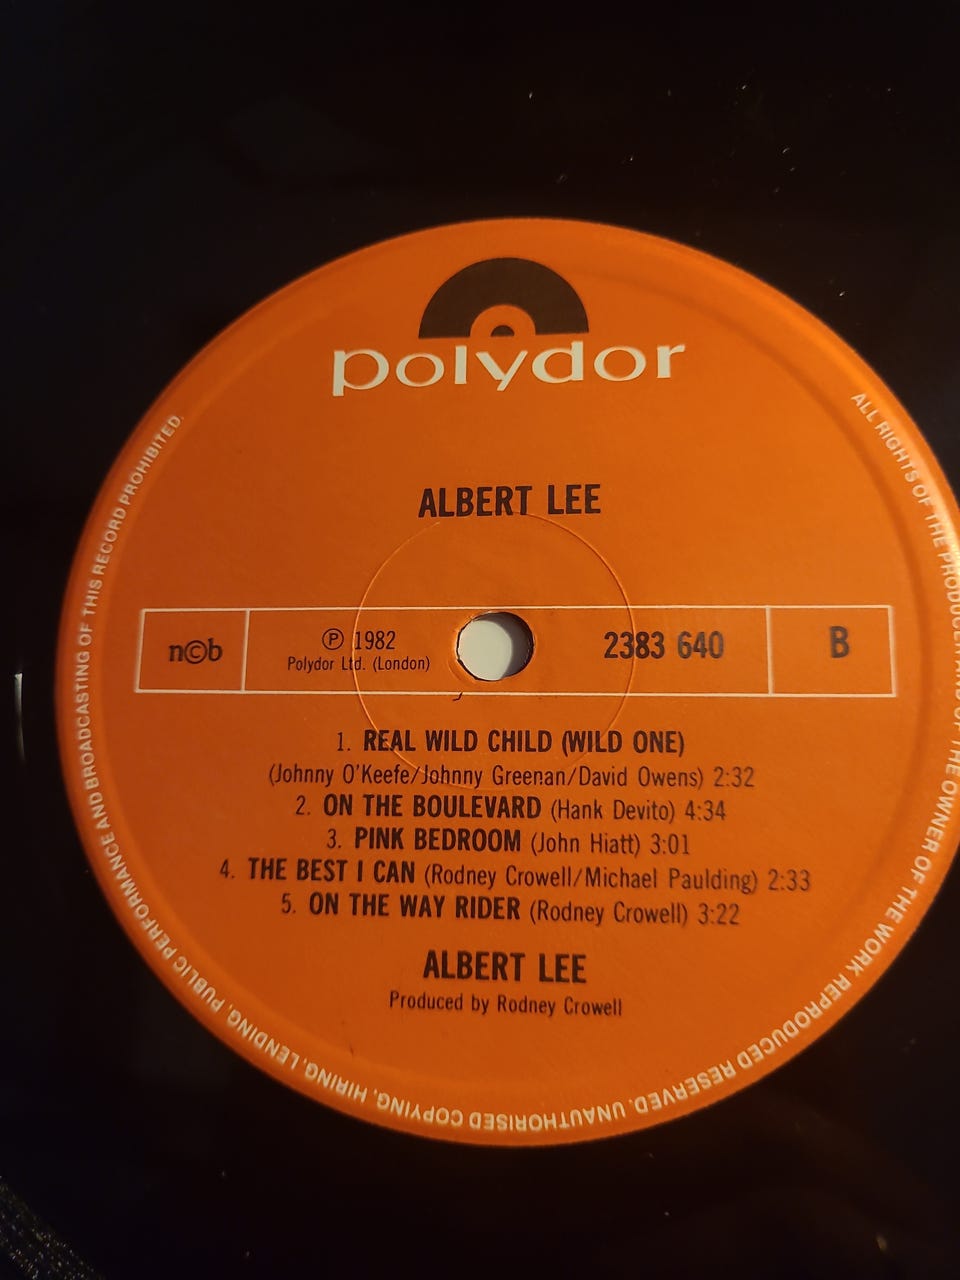 polydor
ALBERT LEE
n©b
℗ 1982
Polydor Ltd. (London)
2383 640
B
1. REAL WILD CHILD (WILD ONE)
(Johnny O'Keefe/Johnny Greenan/David Owens) 2:32
2. ON THE BOULEVARD (Hank Devito) 4:34
3. PINK BEDROOM (John Hiatt) 3:01
4. THE BEST I CAN (Rodney Crowell/Michael Paulding) 2:33
5. ON THE WAY RIDER (Rodney Crowell) 3:22
ALBERT LEE
Produced by Rodney Crowell
ALL RIGHTS OF THE PRODUCER AND OF THE OWNER OF THE WORK REPRODUCED RESERVED. UNAUTHORISED COPYING, HIRING, LENDING, PUBLIC PERFORMANCE AND BROADCASTING OF THIS RECORD PROHIBITED.